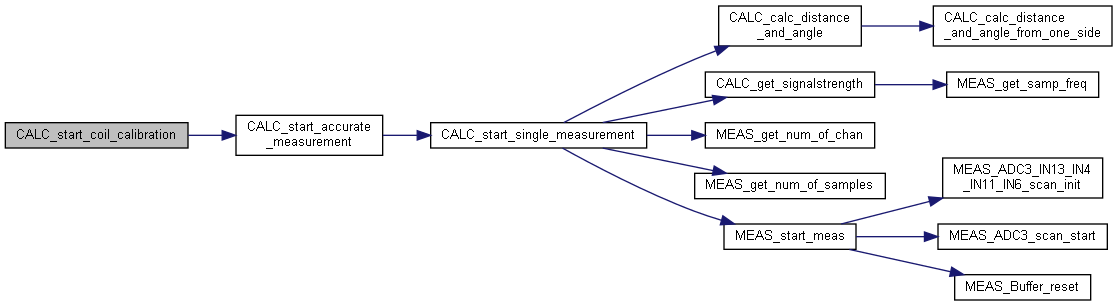 CALC_start_coil_calibration
CALC_start_accurate
_measurement
CALC_start_single_measurement
CALC_calc_distance
_and_angle
CALC_calc_distance
_and_angle_from_one_side
CALC_get_signalstrength
MEAS_get_samp_freq
MEAS_get_num_of_chan
MEAS_get_num_of_samples
MEAS_start_meas
MEAS_ADC3_IN13_IN4
_IN11_IN6_scan_init
MEAS_ADC3_scan_start
MEAS_Buffer_reset